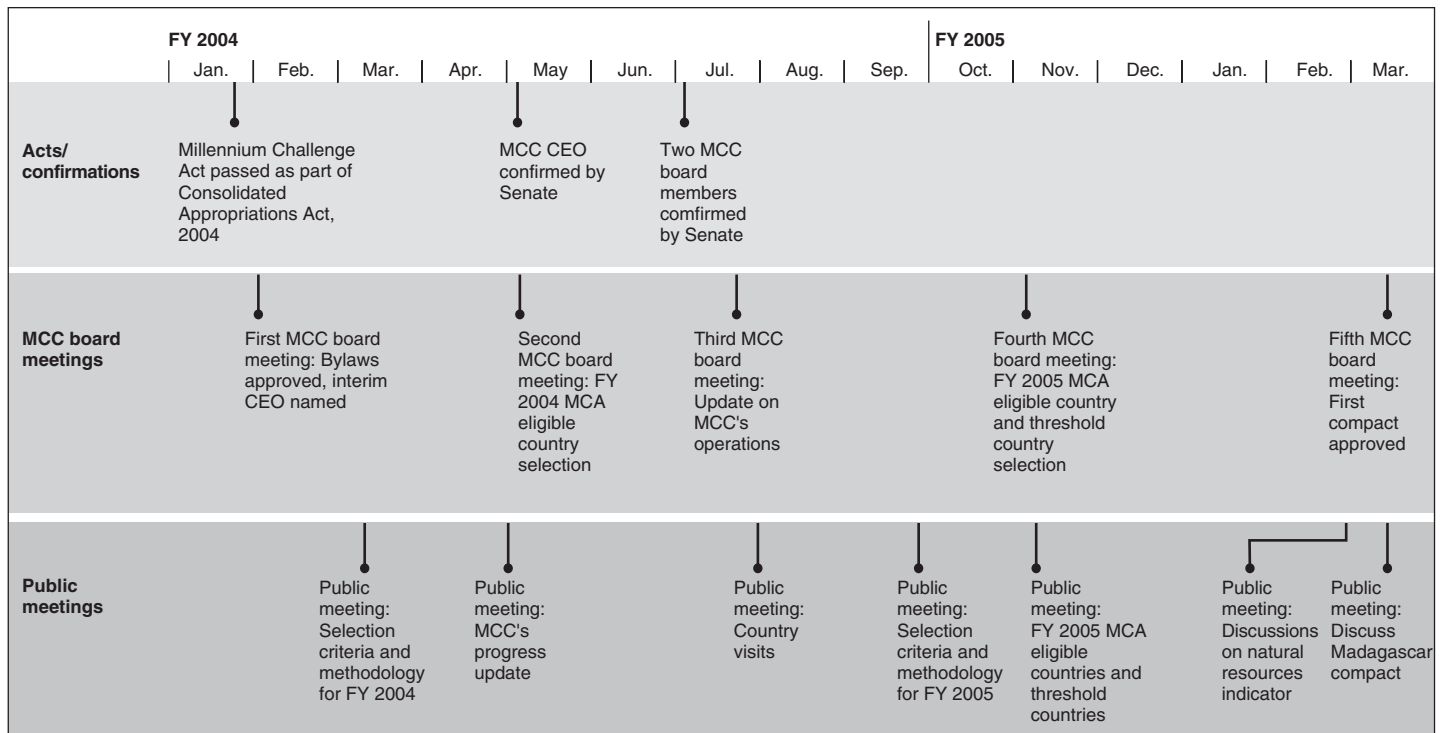 FY 2004
FY 2005
Jan. Feb. Mar. Apr. May Jun. Jul. Aug. Sep. Oct. Nov. Dec. Jan. Feb. Mar.
Acts/
confirmations
Millennium Challenge
Act passed as part of
Consolidated
Appropriations Act,
2004
MCC CEO
confirmed by
Senate
Two MCC
board
members
comfirmed
by Senate
MCC board
meetings
First MCC board
meeting: Bylaws
approved, interim
CEO named
Second
MCC board
meeting: FY
2004 MCA
eligible
country
selection
Third MCC
board
meeting:
Update on
MCC's
operations
Fourth MCC
board meeting:
FY 2005 MCA
eligible country
and threshold
country
selection
Fifth MCC
board
meeting:
First
compact
approved
Public
meetings
Public
meeting:
Selection
criteria and
methodology
for FY 2004
Public
meeting:
MCC's
progress
update
Public
meeting:
Country
visits
Public
meeting:
Selection
criteria and
methodology
for FY 2005
Public
meeting:
FY 2005 MCA
eligible
countries and
threshold
countries
Public
meeting:
Discussions
on natural
resources
indicator
Public
meeting:
Discuss
Madagascar
compact